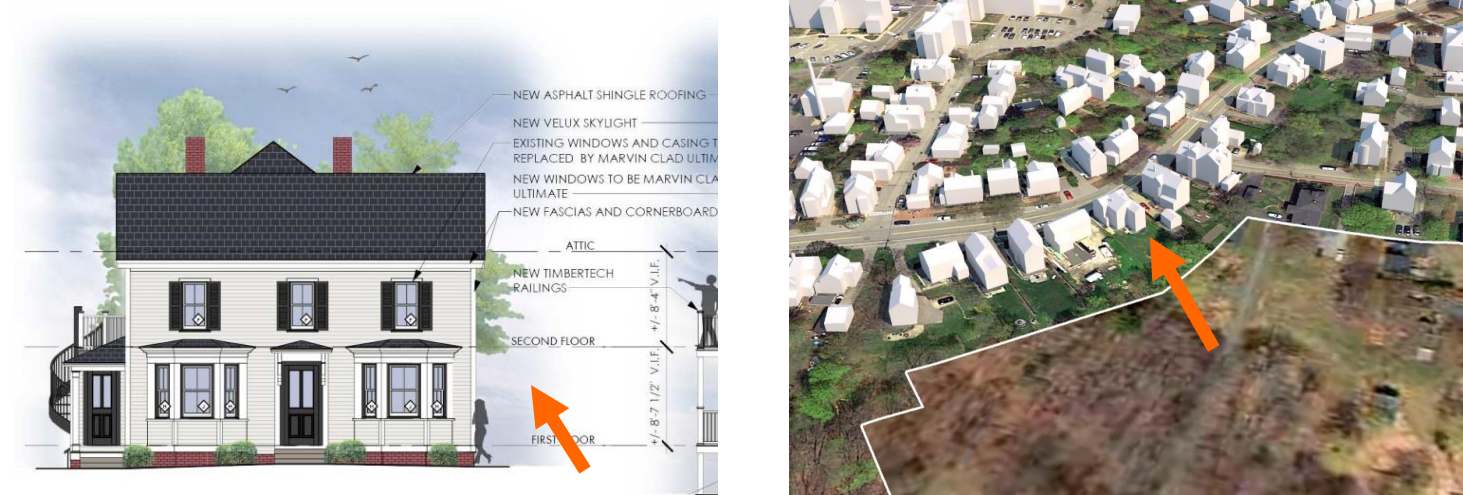 NEW ASPHALT SHINGLE ROOFING
NEW VELUX SKYLIGHT
EXISTING WINDOWS AND CASING T
REPLACED BY MARVIN CLAD ULTIM
NEW WINDOWS TO BE MARVIN CLA
ULTIMATE
NEW FASCIAS AND CORNERBOARD
ATTIC
NEW TIMBERTECH
RAILINGS
+/- 8'-4" V.I.F.
SECOND FLOOR
+/- 8'-7 1/2" V.I.F.
FIRST OOR